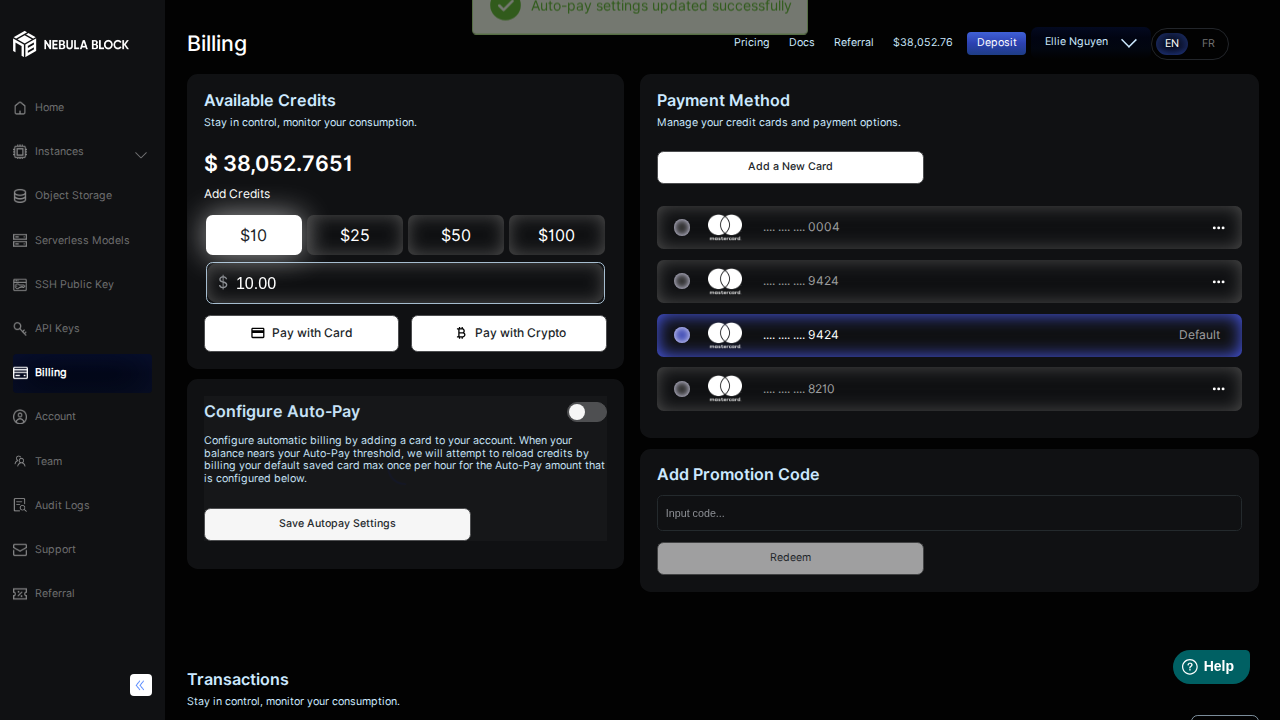 Auto-pay settings updated successfully
NEBULA BLOCK
Billing
Pricing
Docs
Referral
$38,052.76
Deposit
Ellie Nguyen
EN
FR
Home
Instances
Object Storage
Serverless Models
SSH Public Key
API Keys
Billing
Account
Team
Audit Logs
Support
Referral
Available Credits
Stay in control, monitor your consumption.
$ 38,052.7651
Add Credits
$10
$25
$50
$100
$ 10.00
Pay with Card
Pay with Crypto
Configure Auto-Pay
Configure automatic billing by adding a card to your account. When your
balance nears your Auto-Pay threshold, we will attempt to reload credits by
billing your default saved card max once per hour for the Auto-Pay amount that
is configured below.
Save Autopay Settings
Payment Method
Manage your credit cards and payment options.
Add a New Card
mastercard
.... .... .... 0004
mastercard
.... .... .... 9424
mastercard
.... .... .... 9424
Default
mastercard
.... .... .... 8210
Add Promotion Code
Input code...
Redeem
Transactions
Stay in control, monitor your consumption.
Help